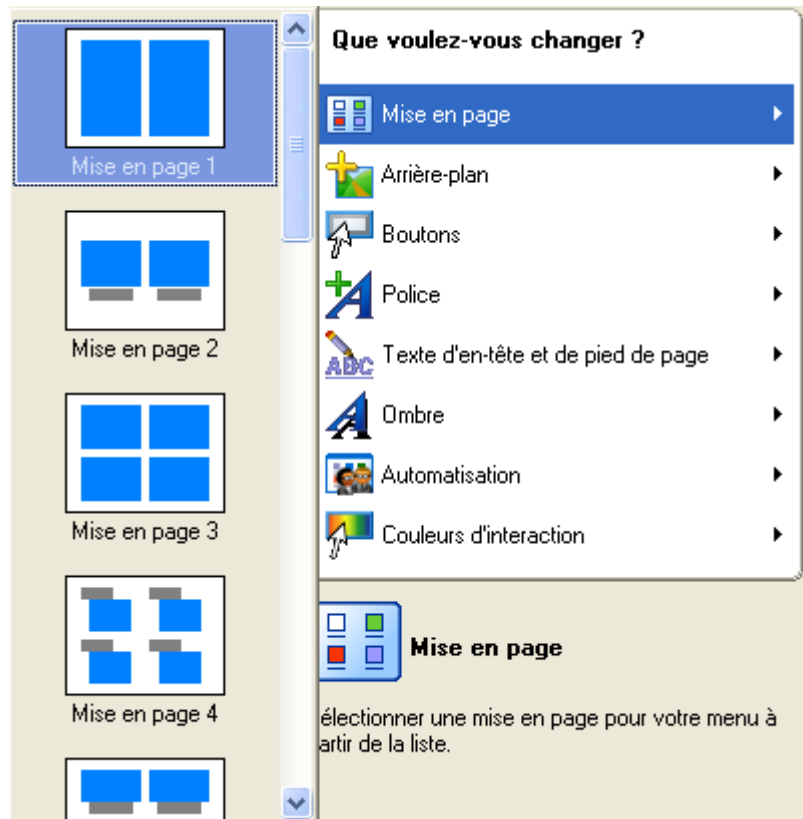 Mise en page 1
Mise en page 2
Mise en page 3
Mise en page 4
Que voulez-vous changer ?
Mise en page
Arrière-plan
Boutons
Police
ABC
Texte d'en-tête et de pied de page
Ombre
Automatisation
Couleurs d'interaction
Mise en page
électionner une mise en page pour votre menu à
artir de la liste.